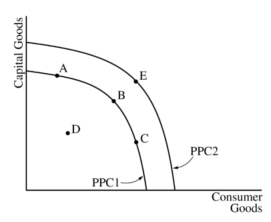 Capital Goods
A
E
B
D
C
PPC2
PPC1
Consumer
Goods